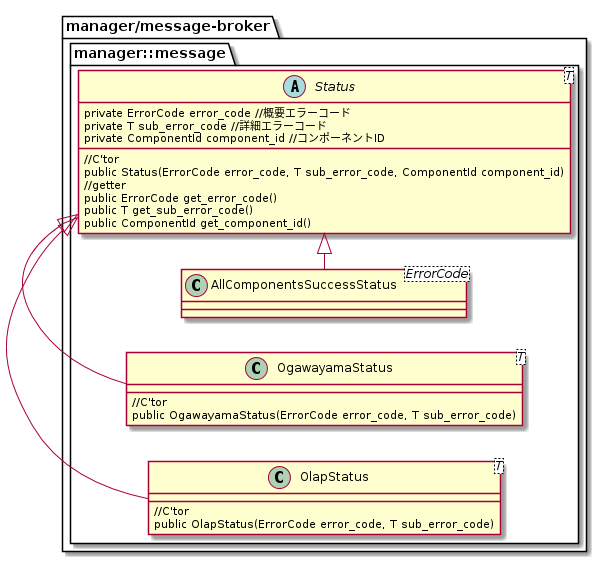 manager/message-broker
manager::message
A Status T
private ErrorCode error_code //概要エラーコード
private T sub_error_code //詳細エラーコード
private ComponentId component_id //コンポーネントID
//C'tor
public Status(ErrorCode error_code, T sub_error_code, ComponentId component_id)
//getter
public ErrorCode get_error_code()
public T get_sub_error_code()
public ComponentId get_component_id()
C AllComponentsSuccessStatus ErrorCode
C OgawayamaStatus T
//C'tor
public OgawayamaStatus(ErrorCode error_code, T sub_error_code)
C OlapStatus T
//C'tor
public OlapStatus(ErrorCode error_code, T sub_error_code)